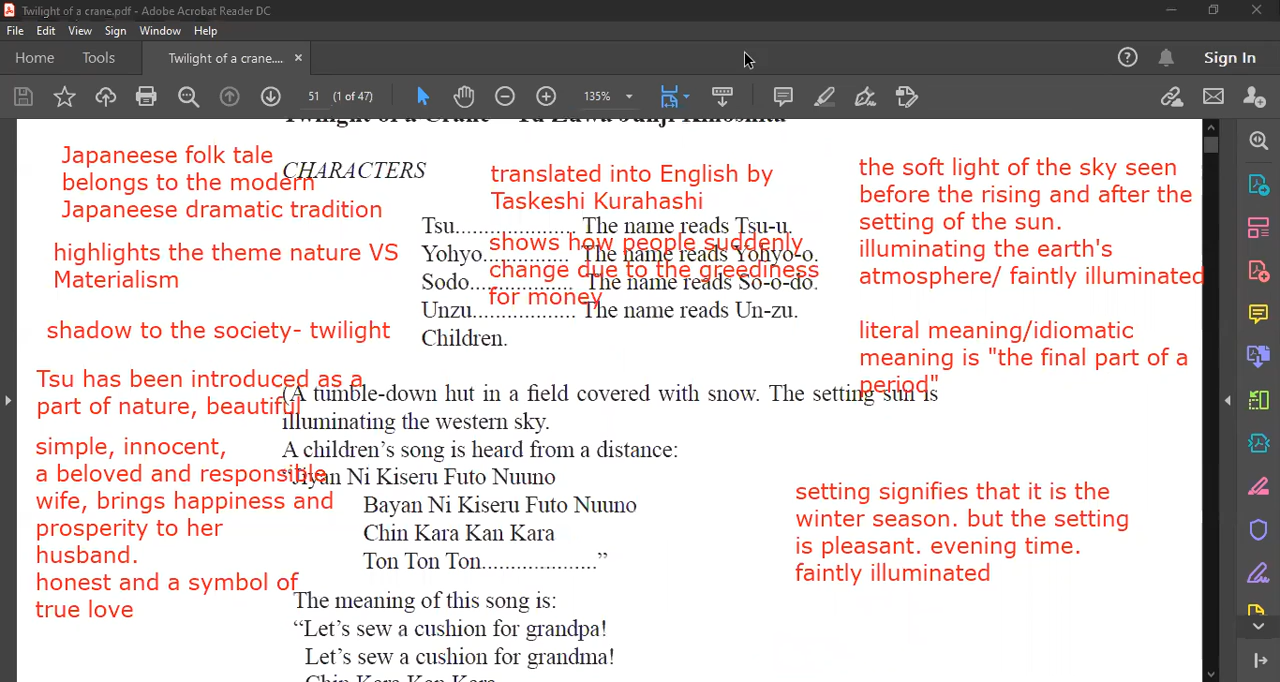 Twilight of a crane.pdf - Adobe Acrobat Reader DC
File Edit View Sign Window Help
Home Tools Twilight of a crane.... × Sign In
51 (1 of 47) 135%
Twilight of a Crane
CHARACTERS
Tsu.................... The name reads Tsu-u.
Yohyo............... The name reads Yohyo-o.
Sodo.................. The name reads So-o-do.
Unzu.................. The name reads Un-zu.
Children.
(A tumble-down hut in a field covered with snow. The setting sun is
illuminating the western sky.
A children's song is heard from a distance:
"Jiyan Ni Kiseru Futo Nuuno
Bayan Ni Kiseru Futo Nuuno
Chin Kara Kan Kara
Ton Ton Ton...................."
The meaning of this song is:
"Let's sew a cushion for grandpa!
Let's sew a cushion for grandma!
Chin Kara Kan Kara
Japaneese folk tale
belongs to the modern
Japaneese dramatic tradition
highlights the theme nature VS
Materialism
shadow to the society- twilight
Tsu has been introduced as a
part of nature, beautiful
simple, innocent,
a beloved and responsible
wife, brings happiness and
prosperity to her
husband.
honest and a symbol of
true love
translated into English by
Taskeshi Kurahashi
shows how people suddenly
change due to the greediness
for money
the soft light of the sky seen
before the rising and after the
setting of the sun.
illuminating the earth's
atmosphere/ faintly illuminated
literal meaning/idiomatic
meaning is "the final part of a
period"
setting signifies that it is the
winter season. but the setting
is pleasant. evening time.
faintly illuminated